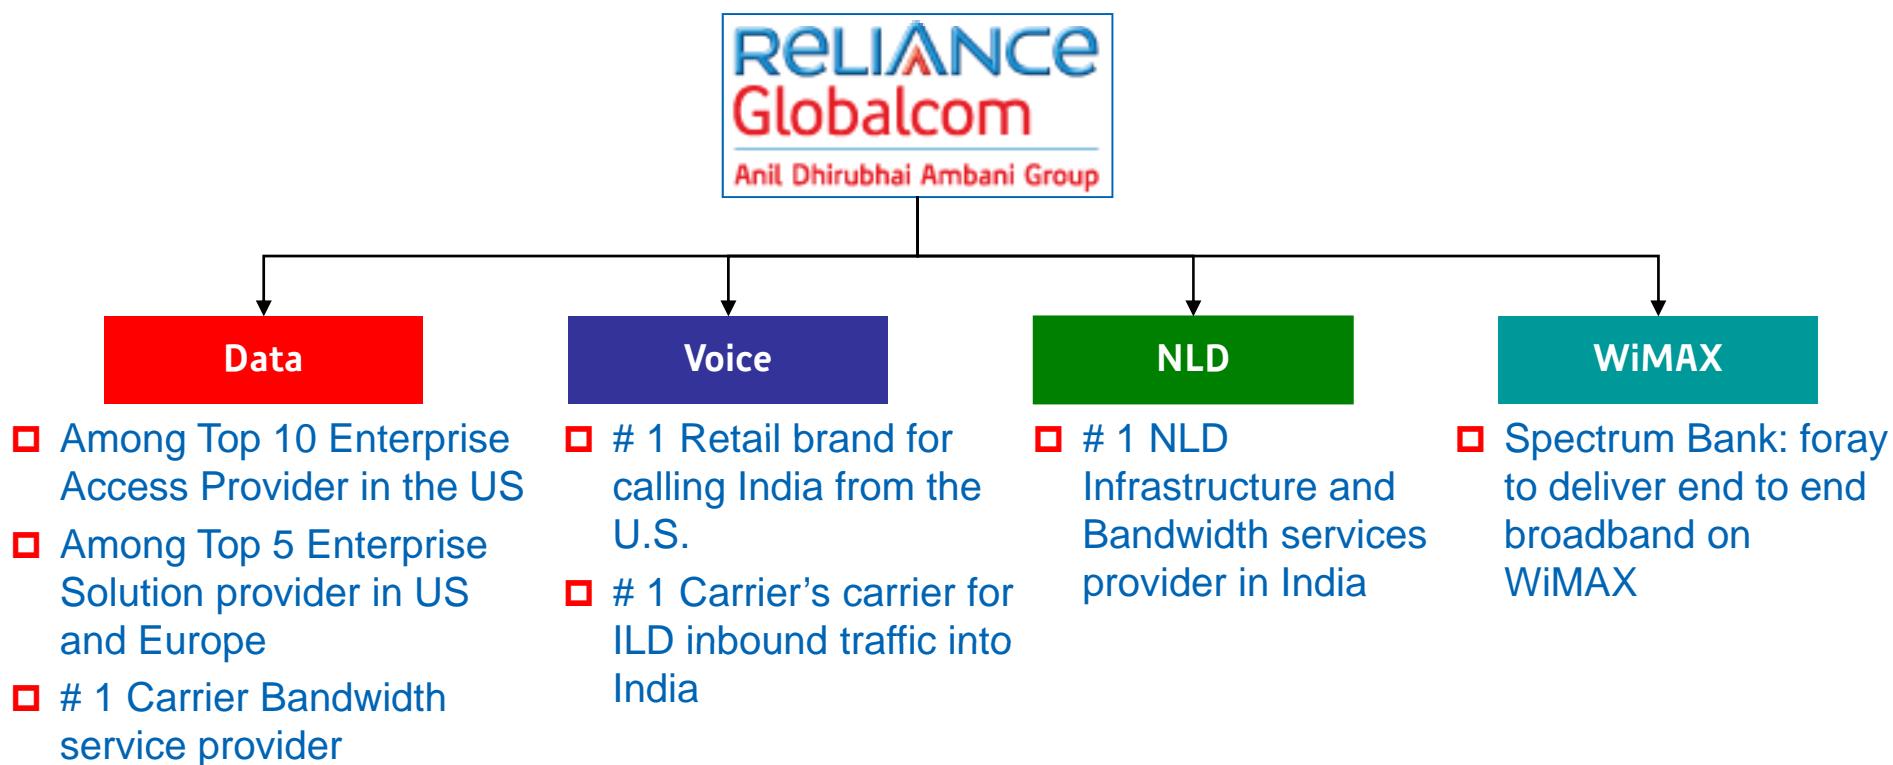 RELIANCE
Globalcom
Anil Dhirubhai Ambani Group
Data
Among Top 10 Enterprise
Access Provider in the US
Among Top 5 Enterprise
Solution provider in US
and Europe
# 1 Carrier Bandwidth
service provider
Voice
# 1 Retail brand for
calling India from the
U.S.
# 1 Carrier’s carrier for
ILD inbound traffic into
India
NLD
# 1 NLD
Infrastructure and
Bandwidth services
provider in India
WiMAX
Spectrum Bank: foray
to deliver end to end
broadband on
WiMAX